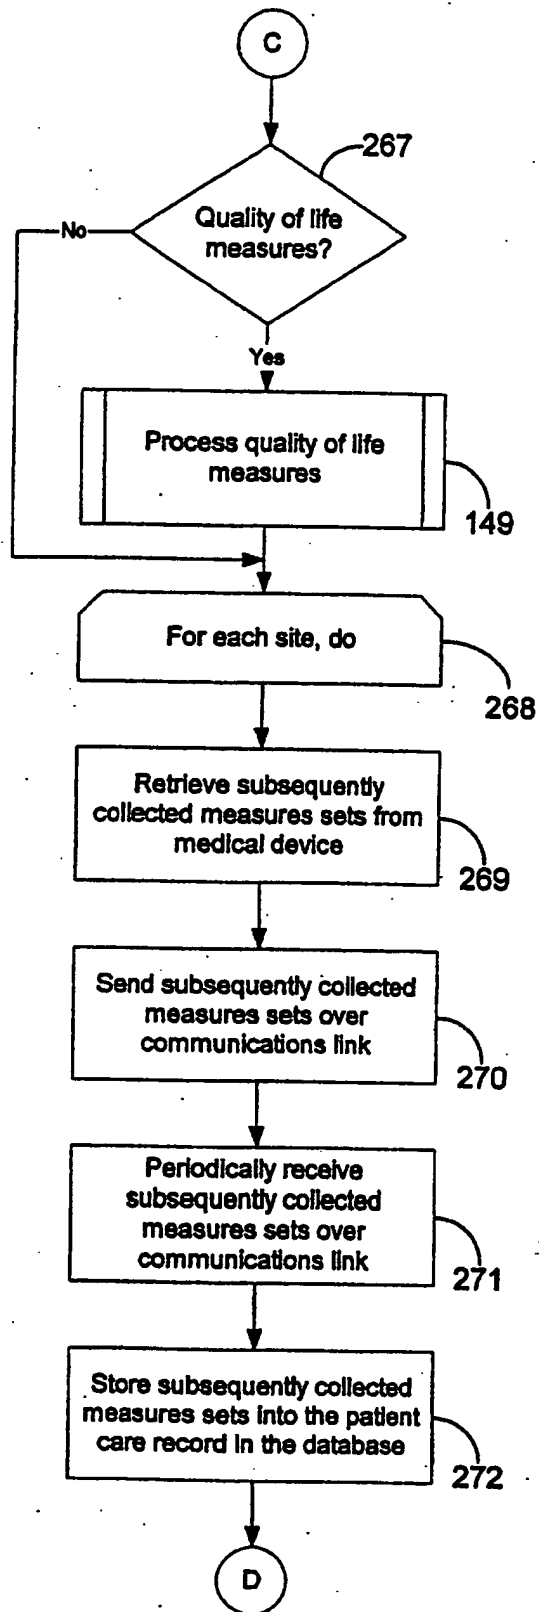 C
267
Quality of life
measures?
No
Yes
Process quality of life
measures
149
For each site, do
268
Retrieve subsequently
collected measures sets from
medical device
269
Send subsequently collected
measures sets over
communications link
270
Periodically receive
subsequently collected
measures sets over
communications link
271
Store subsequently collected
measures sets into the patient
care record in the database
272
D